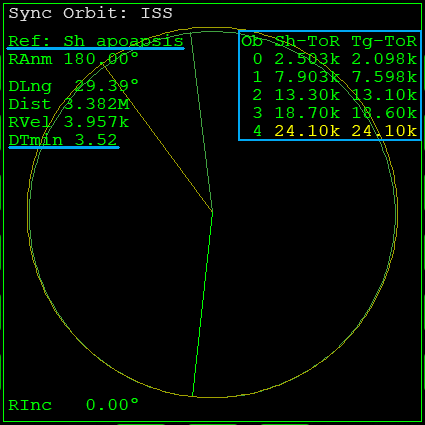 Sync Orbit: ISS
Ref: Sh apoapsis
RAnm 180.00°
DLng  29.39°
Dist 3.382M
RVel 3.957k
DTmin 3.52
Ob Sh-ToR Tg-ToR
0 2.503k 2.098k
1 7.903k 7.598k
2 13.30k 13.10k
3 18.70k 18.60k
4 24.10k 24.10k
RInc   0.00°